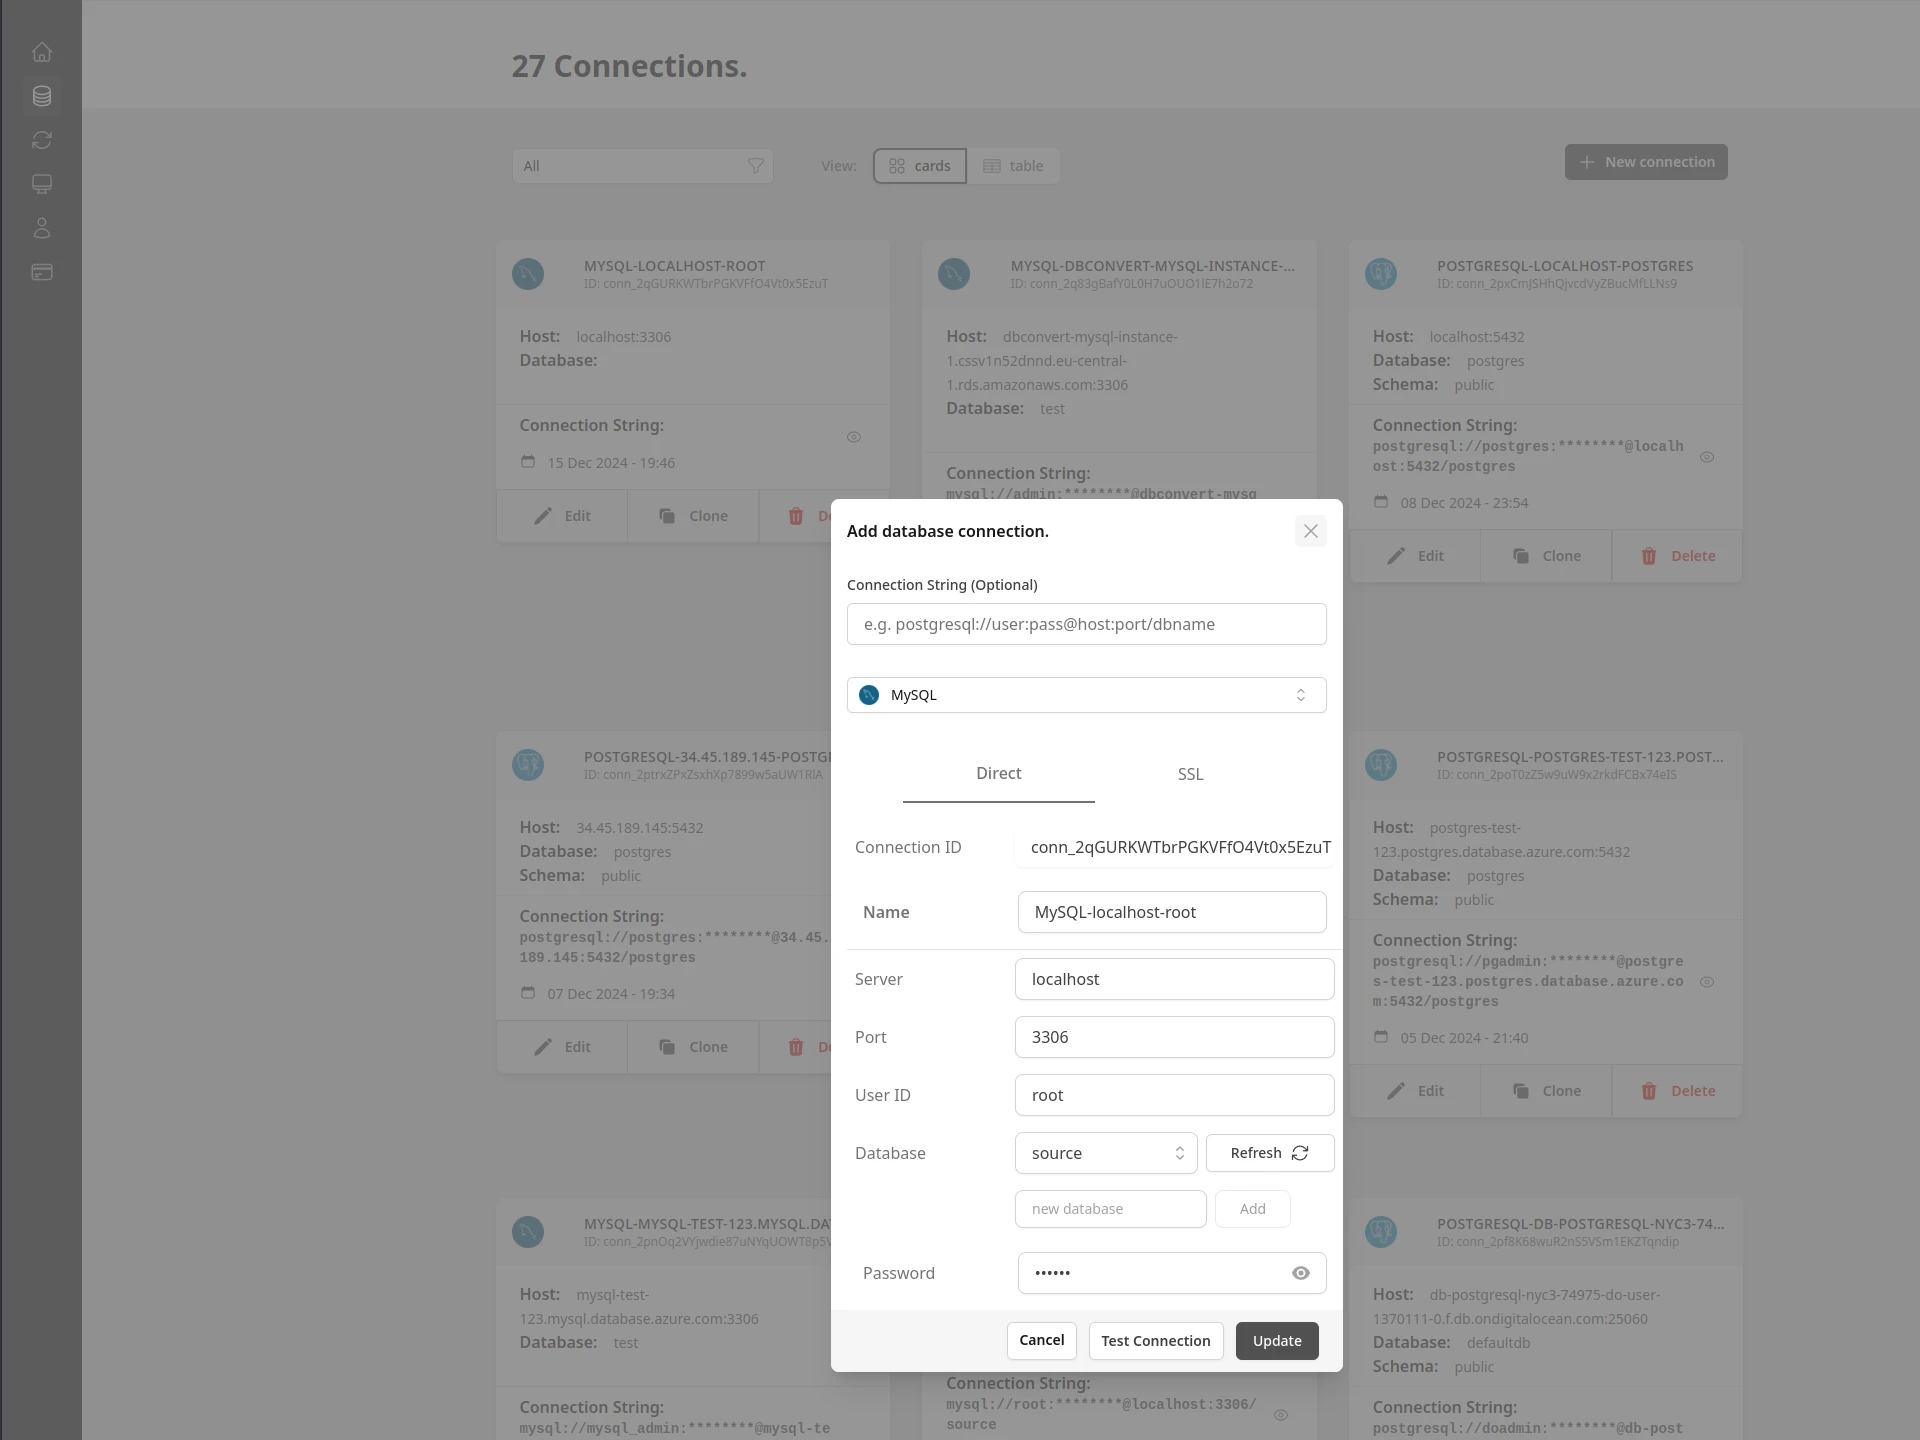 27 Connections.
All
View:
cards
table
New connection
MYSQL-LOCALHOST-ROOT
ID: conn_2qGURKWTbrPGKVFfO4Vt0x5EzuT
Host: localhost:3306
Database:
Connection String:
15 Dec 2024 - 19:46
Edit
Clone
De
MYSQL-DBCONVERT-MYSQL-INSTANCE-...
ID: conn_2q83gBafY0L0H7uOUO1lE7h2o72
Host: dbconvert-mysql-instance-
1.cssv1n52dnnd.eu-central-
1.rds.amazonaws.com:3306
Database: test
Connection String:
mysql://admin:********@dbconvert-mysq
POSTGRESQL-LOCALHOST-POSTGRES
ID: conn_2pxCmJSHhQjvcdVyZBucMfLLNs9
Host: localhost:5432
Database: postgres
Schema: public
Connection String:
postgresql://postgres:********@localh
ost:5432/postgres
08 Dec 2024 - 23:54
Edit
Clone
Delete
Add database connection.
Connection String (Optional)
e.g. postgresql://user:pass@host:port/dbname
MySQL
Direct
SSL
Connection ID
conn_2qGURKWTbrPGKVFfO4Vt0x5EzuT
Name
MySQL-localhost-root
Server
localhost
Port
3306
User ID
root
Database
source
Refresh
new database
Add
Password
••••••
Cancel
Test Connection
Update
POSTGRESQL-34.45.189.145-POSTGR
ID: conn_2ptrxZPxZsxhXp7899w5aUW1RlA
Host: 34.45.189.145:5432
Database: postgres
Schema: public
Connection String:
postgresql://postgres:********@34.45.
189.145:5432/postgres
07 Dec 2024 - 19:34
Edit
Clone
De
POSTGRESQL-POSTGRES-TEST-123.POST...
ID: conn_2poT0zZ5w9uW9x2rkdFCBx74eIS
Host: postgres-test-
123.postgres.database.azure.com:5432
Database: postgres
Schema: public
Connection String:
postgresql://pgadmin:********@postgre
s-test-123.postgres.database.azure.co
m:5432/postgres
05 Dec 2024 - 21:40
Edit
Clone
Delete
MYSQL-MYSQL-TEST-123.MYSQL.DA
ID: conn_2pnOq2VYjwdie87uNYqUOWT8p5V
Host: mysql-test-
123.mysql.database.azure.com:3306
Database: test
Connection String:
mysql://mysql_admin:********@mysql-te
Connection String:
mysql://root:********@localhost:3306/
source
POSTGRESQL-DB-POSTGRESQL-NYC3-74...
ID: conn_2pf8K68wuR2nS5VSm1EKZTqndip
Host: db-postgresql-nyc3-74975-do-user-
1370111-0.f.db.ondigitalocean.com:25060
Database: defaultdb
Schema: public
Connection String:
postgresql://doadmin:********@db-post